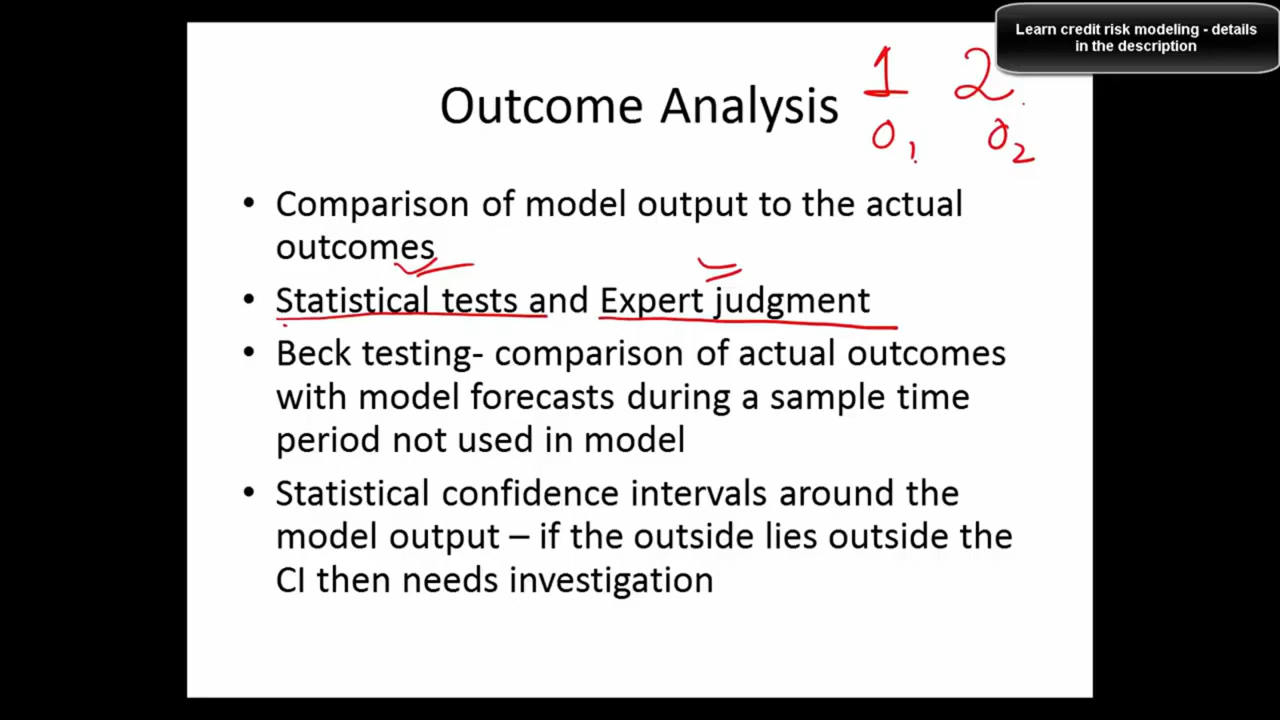 Learn credit risk modeling - details
in the description
Outcome Analysis 1 2
O1 O2
• Comparison of model output to the actual
outcomes
• Statistical tests and Expert judgment
• Beck testing- comparison of actual outcomes
with model forecasts during a sample time
period not used in model
• Statistical confidence intervals around the
model output – if the outside lies outside the
CI then needs investigation